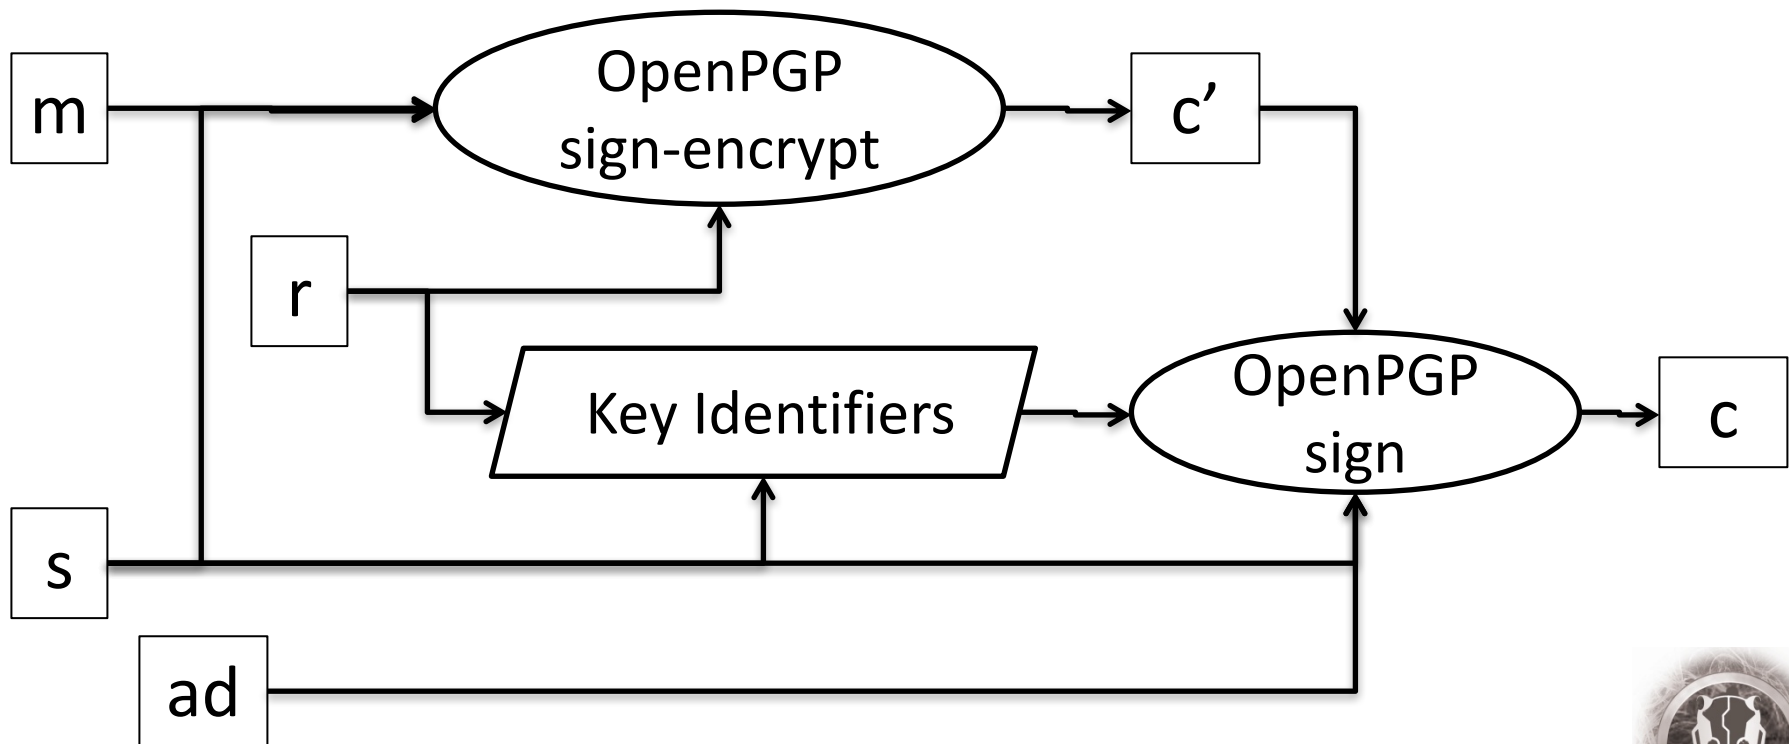 m
OpenPGP
sign-encrypt
c’
r
Key Identifiers
OpenPGP
sign
c
s
ad